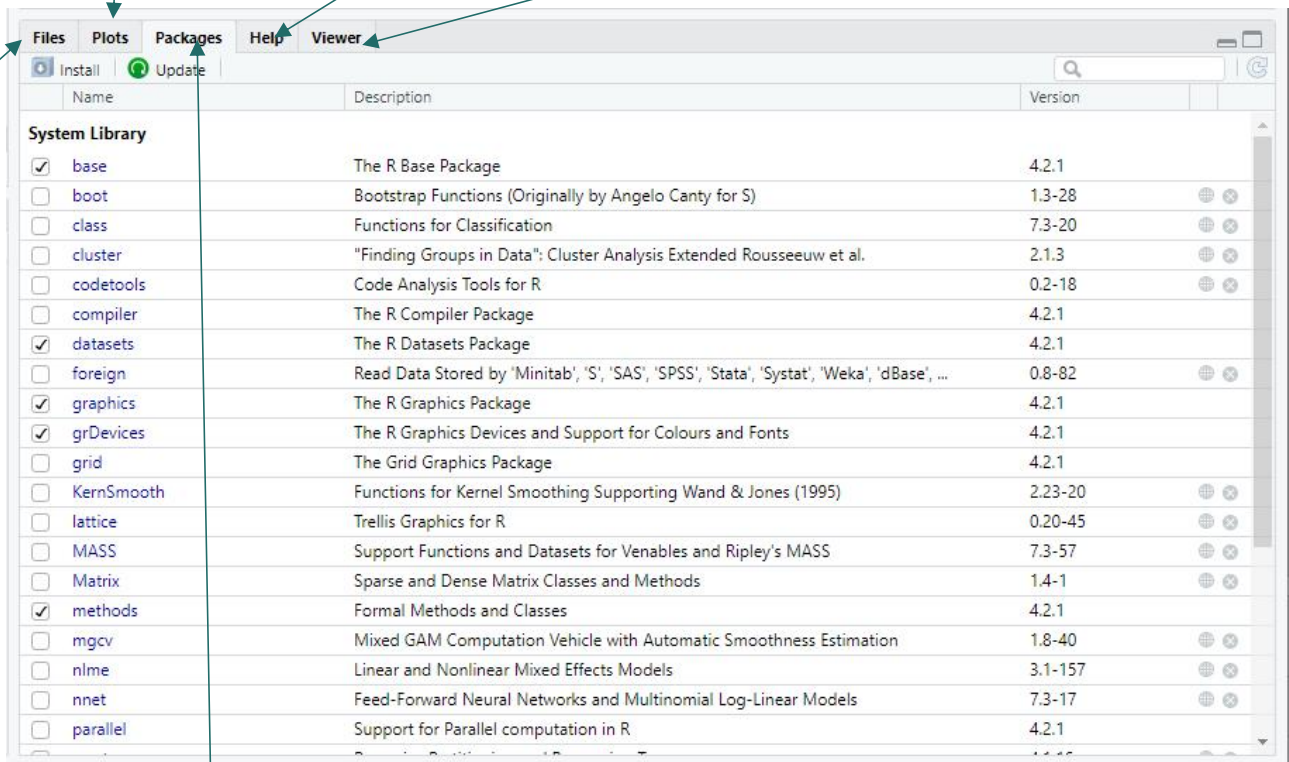 Files Plots Packages Help Viewer
Install Update
Name Description Version
System Library
base The R Base Package 4.2.1
boot Bootstrap Functions (Originally by Angelo Canty for S) 1.3-28
class Functions for Classification 7.3-20
cluster "Finding Groups in Data": Cluster Analysis Extended Rousseeuw et al. 2.1.3
codetools Code Analysis Tools for R 0.2-18
compiler The R Compiler Package 4.2.1
datasets The R Datasets Package 4.2.1
foreign Read Data Stored by 'Minitab', 'S', 'SAS', 'SPSS', 'Stata', 'Systat', 'Weka', 'dBase', ... 0.8-82
graphics The R Graphics Package 4.2.1
grDevices The R Graphics Devices and Support for Colours and Fonts 4.2.1
grid The Grid Graphics Package 4.2.1
KernSmooth Functions for Kernel Smoothing Supporting Wand & Jones (1995) 2.23-20
lattice Trellis Graphics for R 0.20-45
MASS Support Functions and Datasets for Venables and Ripley's MASS 7.3-57
Matrix Sparse and Dense Matrix Classes and Methods 1.4-1
methods Formal Methods and Classes 4.2.1
mgcv Mixed GAM Computation Vehicle with Automatic Smoothness Estimation 1.8-40
nlme Linear and Nonlinear Mixed Effects Models 3.1-157
nnet Feed-Forward Neural Networks and Multinomial Log-Linear Models 7.3-17
parallel Support for Parallel computation in R 4.2.1